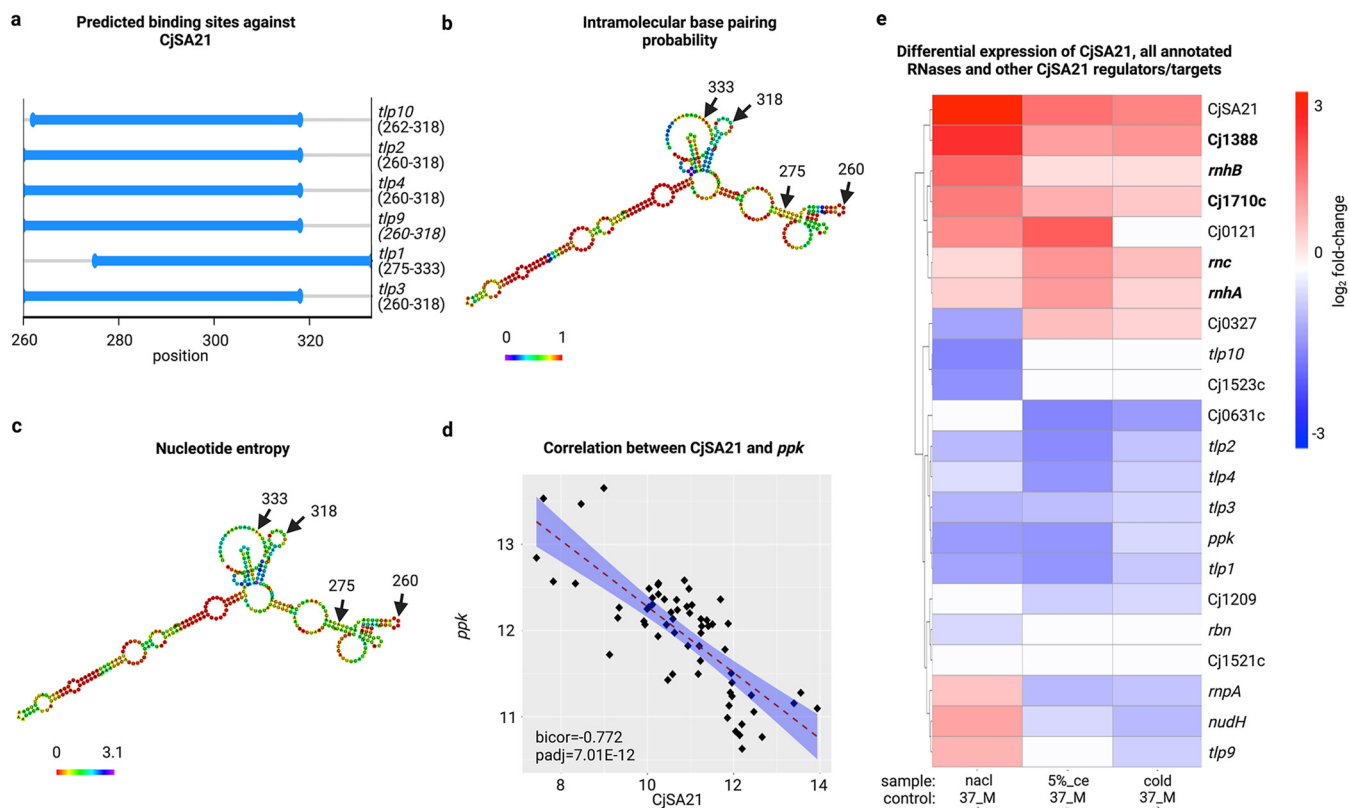 a
Predicted binding sites against
CjSA21
tlp10
(262-318)
tlp2
(260-318)
tlp4
(260-318)
tlp9
(260-318)
tlp1
(275-333)
tlp3
(260-318)
260 280 300 320
position
b
Intramolecular base pairing
probability
333
318
275
260
0 1
c
Nucleotide entropy
333
318
275
260
0 3.1
d
Correlation between CjSA21 and ppk
ppk
13
12
11
bicor=-0.772
padj=7.01E-12
8 10 12 14
CjSA21
e
Differential expression of CjSA21, all annotated
RNases and other CjSA21 regulators/targets
CjSA21
Cj1388
rnhB
Cj1710c
Cj0121
rnc
rnhA
Cj0327
tlp10
Cj1523c
Cj0631c
tlp2
tlp4
tlp3
ppk
tlp1
Cj1209
rbn
Cj1521c
rnpA
nudH
tlp9
sample: nacl 5%_ce cold
control: 37_M 37_M 37_M
3
0
-3
log2 fold-change